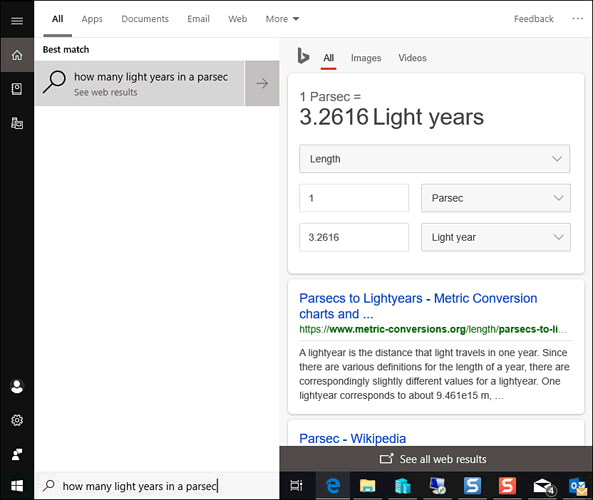 All Apps Documents Email Web More Feedback ...
Best match
how many light years in a parsec
See web results
All Images Videos
1 Parsec =
3.2616 Light years
Length
1 Parsec
3.2616 Light year
Parsecs to Lightyears - Metric Conversion
charts and ...
https://www.metric-conversions.org/length/parsecs-to-li...
A lightyear is the distance that light travels in one year. Since
there are various definitions for the length of a year, there are
correspondingly slightly different values for a lightyear. One
lightyear corresponds to about 9.461e15 m, ...
Parsec - Wikipedia
See all web results
how many light years in a parsec
4